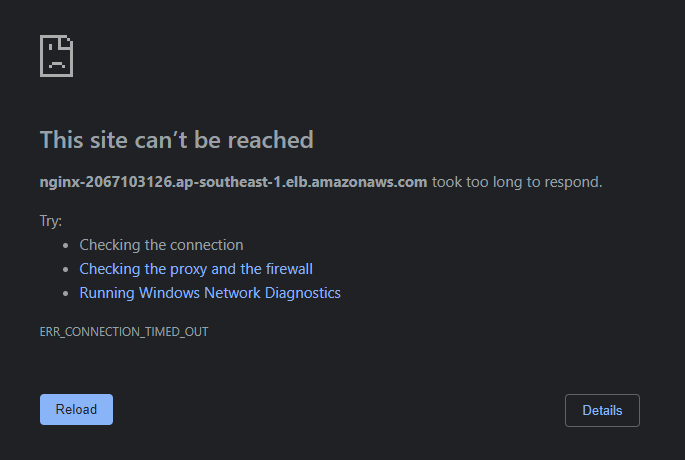 This site can’t be reached
nginx-2067103126.ap-southeast-1.elb.amazonaws.com took too long to respond.
Try:
• Checking the connection
• Checking the proxy and the firewall
• Running Windows Network Diagnostics
ERR_CONNECTION_TIMED_OUT
Reload
Details